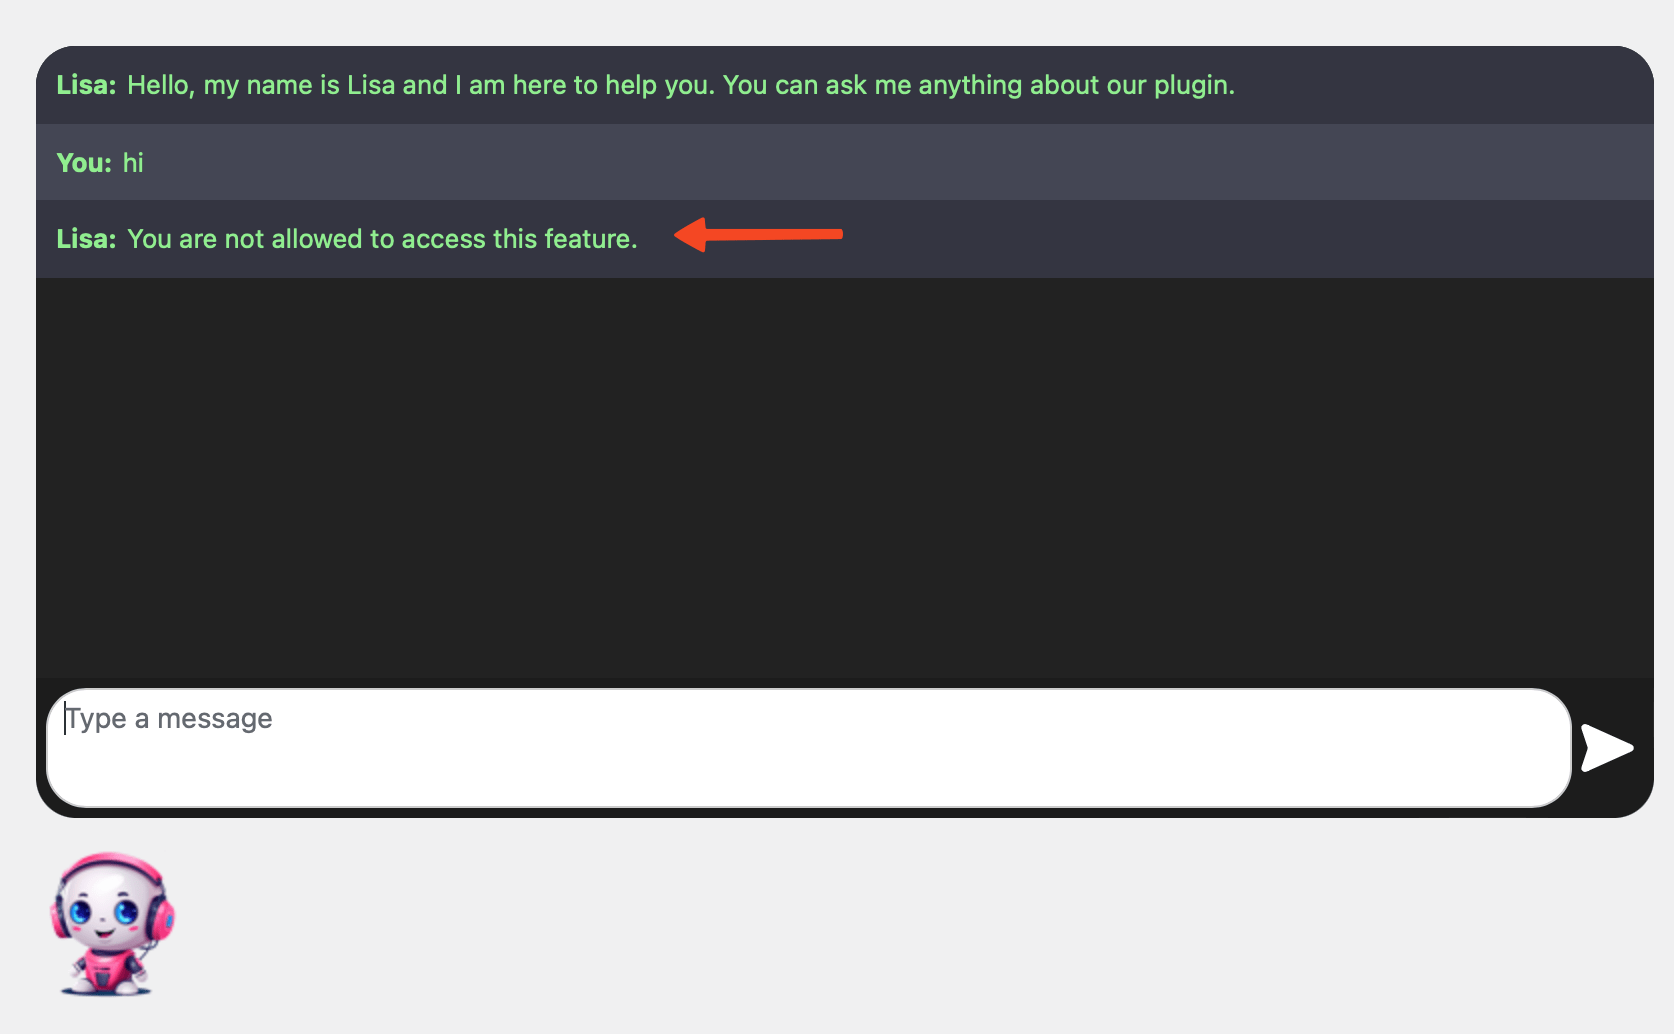 Lisa: Hello, my name is Lisa and I am here to help you. You can ask me anything about our plugin.
You: hi
Lisa: You are not allowed to access this feature.
Type a message